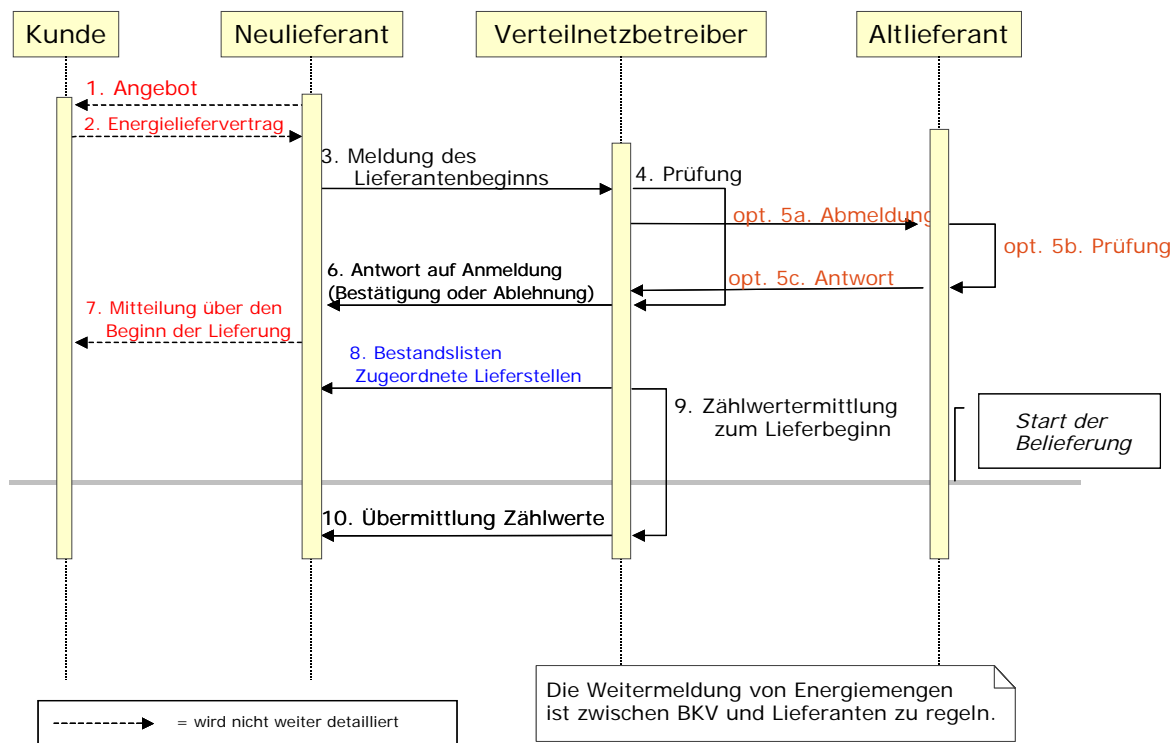 Kunde
Neulieferant
Verteilnetzbetreiber
Altlieferant
1. Angebot
2. Energieliefervertrag
3. Meldung des
Lieferantenbeginns
4. Prüfung
opt. 5a. Abmeldung
opt. 5b. Prüfung
6. Antwort auf Anmeldung
(Bestätigung oder Ablehnung)
opt. 5c. Antwort
7. Mitteilung über den
Beginn der Lieferung
8. Bestandslisten
Zugeordnete Lieferstellen
9. Zählwertermittlung
zum Lieferbeginn
Start der
Belieferung
10. Übermittlung Zählwerte
Die Weitermeldung von Energiemengen
ist zwischen BKV und Lieferanten zu regeln.
= wird nicht weiter detailliert